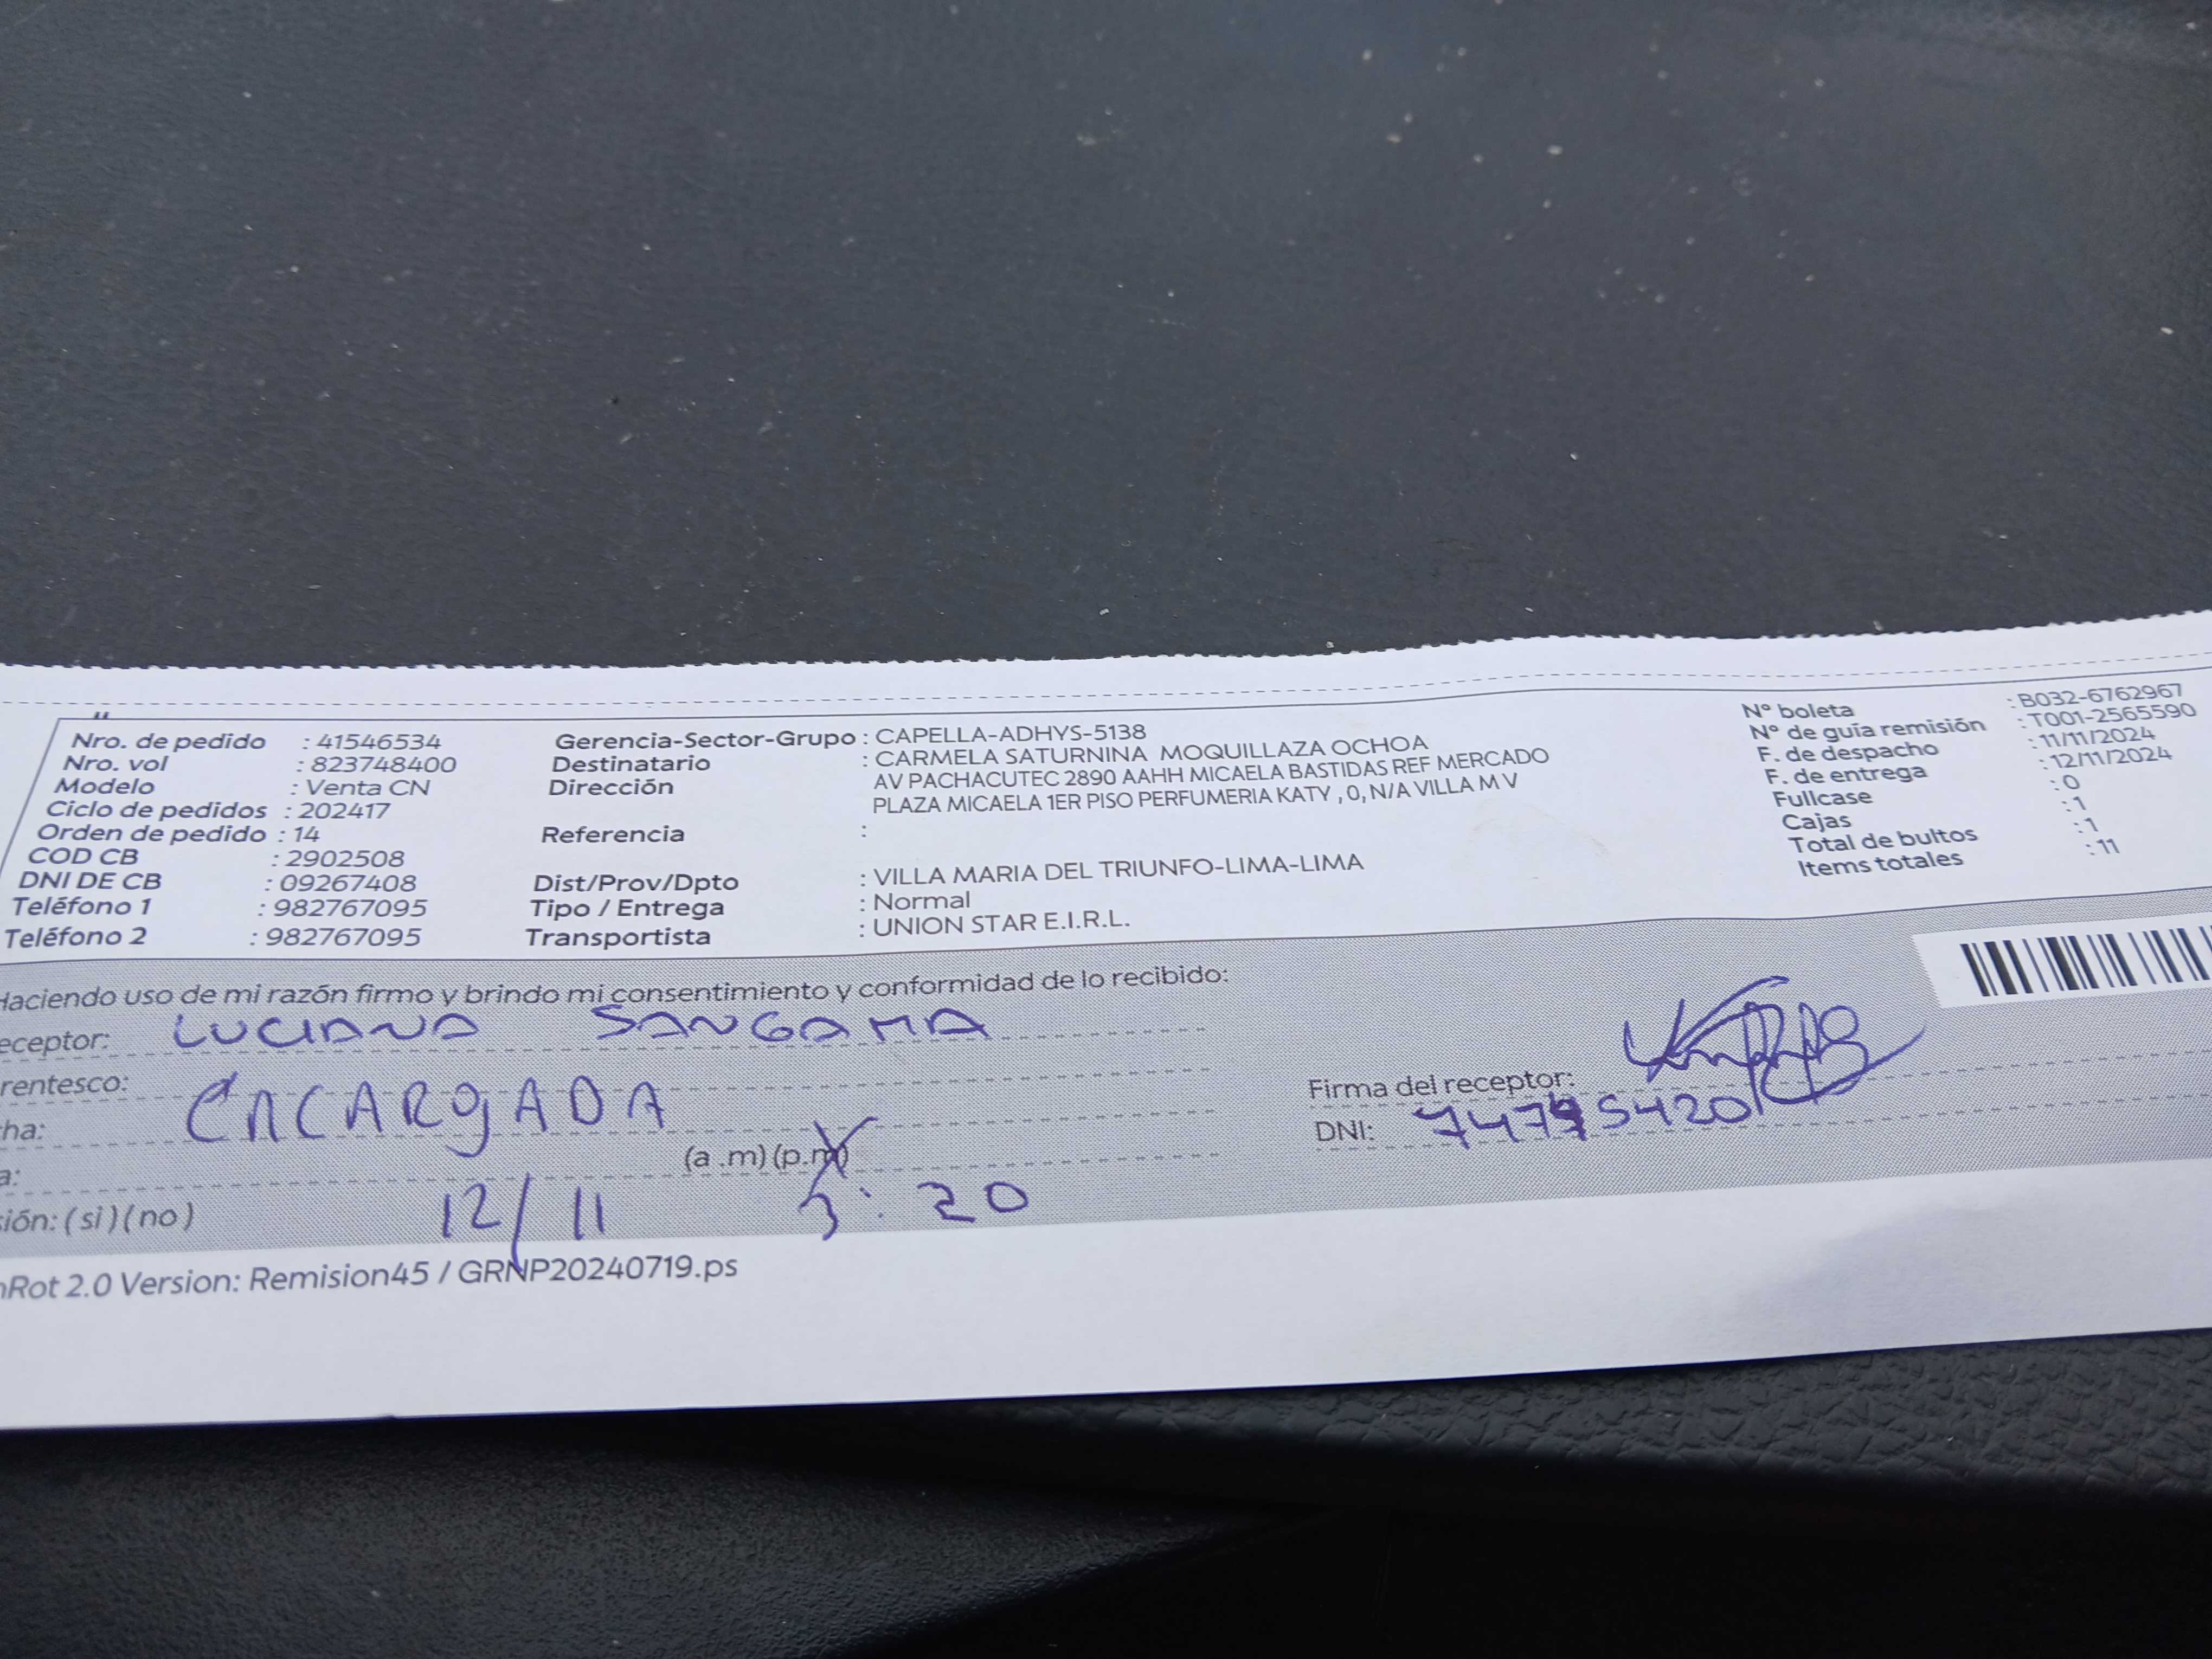 Nro. de pedido : 41546534
Nro. vol : 823748400
Modelo : Venta CN
Ciclo de pedidos : 202417
Orden de pedido : 14
COD CB : 2902508
DNI DE CB : 09267408
Teléfono 1 : 982767095
Teléfono 2 : 982767095
Gerencia-Sector-Grupo : CAPELLA-ADHYS-5138
Destinatario : CARMELA SATURNINA MOQUILLAZA OCHOA
Dirección AV PACHACUTEC 2890 AAHH MICAELA BASTIDAS REF MERCADO
PLAZA MICAELA 1ER PISO PERFUMERIA KATY , 0, N/A VILLA M V
Referencia :
Dist/Prov/Dpto : VILLA MARIA DEL TRIUNFO-LIMA-LIMA
Tipo / Entrega : Normal
Transportista : UNION STAR E.I.R.L.
N° boleta : B032-6762967
N° de guía remisión : T001-2565590
F. de despacho : 11/11/2024
F. de entrega : 12/11/2024
Fullcase : 0
Cajas : 1
Total de bultos : 1
Items totales : 11
Haciendo uso de mi razón firmo y brindo mi consentimiento y conformidad de lo recibido:
eceptor: LUCIANA SANGAMA
rentesco: ENCARgADA
ha:
a: (a .m) (p.m)
ión: (si) (no) 12/11 3:20
Firma del receptor:
DNI: 74775420
Rot 2.0 Version: Remision45 / GRNP20240719.ps